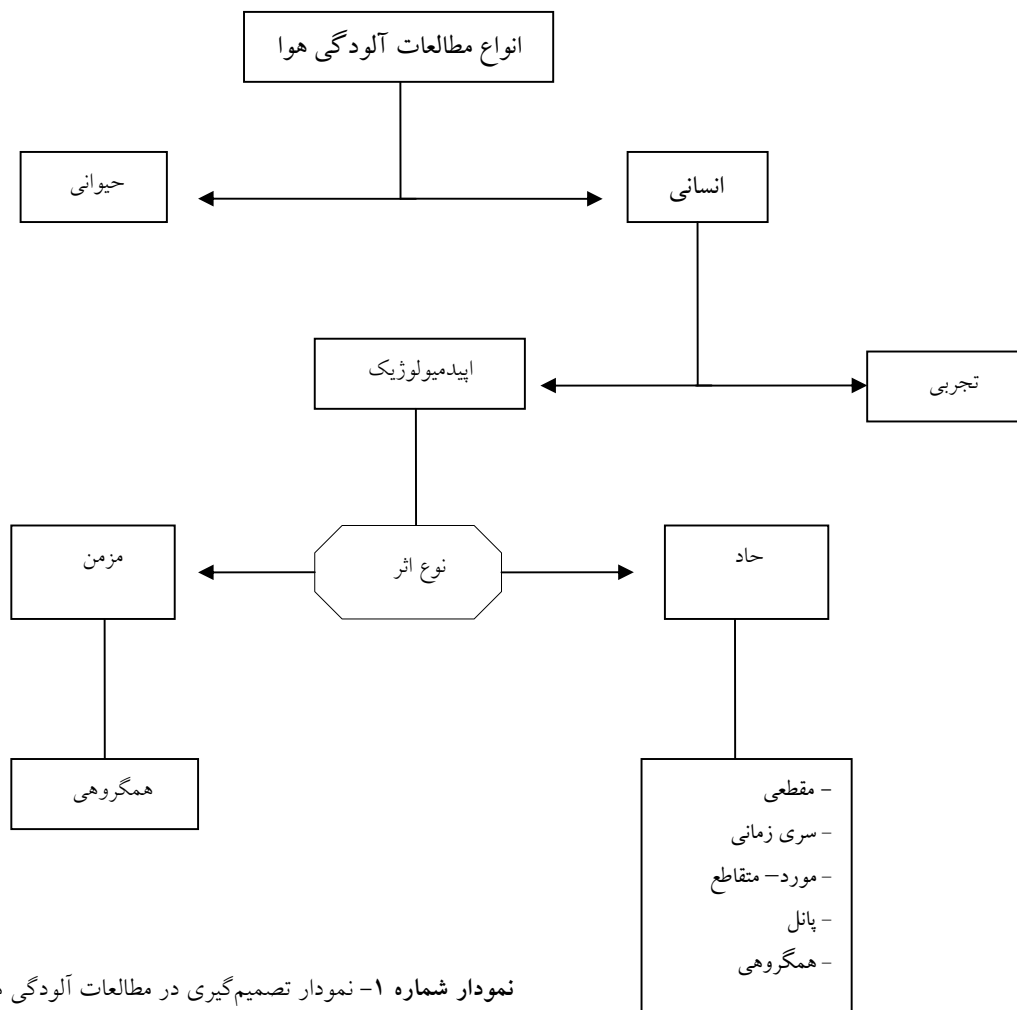 انواع مطالعات آلودگی هوا
انسانی
حیوانی
تجربی
اپیدمیولوژیک
حاد
نوع اثر
مزمن
همگروهی
- مقطعی
- سری زمانی
- مورد– متقاطع
- پانل
- همگروهی
نمودار شماره ۱- نمودار تصمیم‌گیری در مطالعات آلودگی